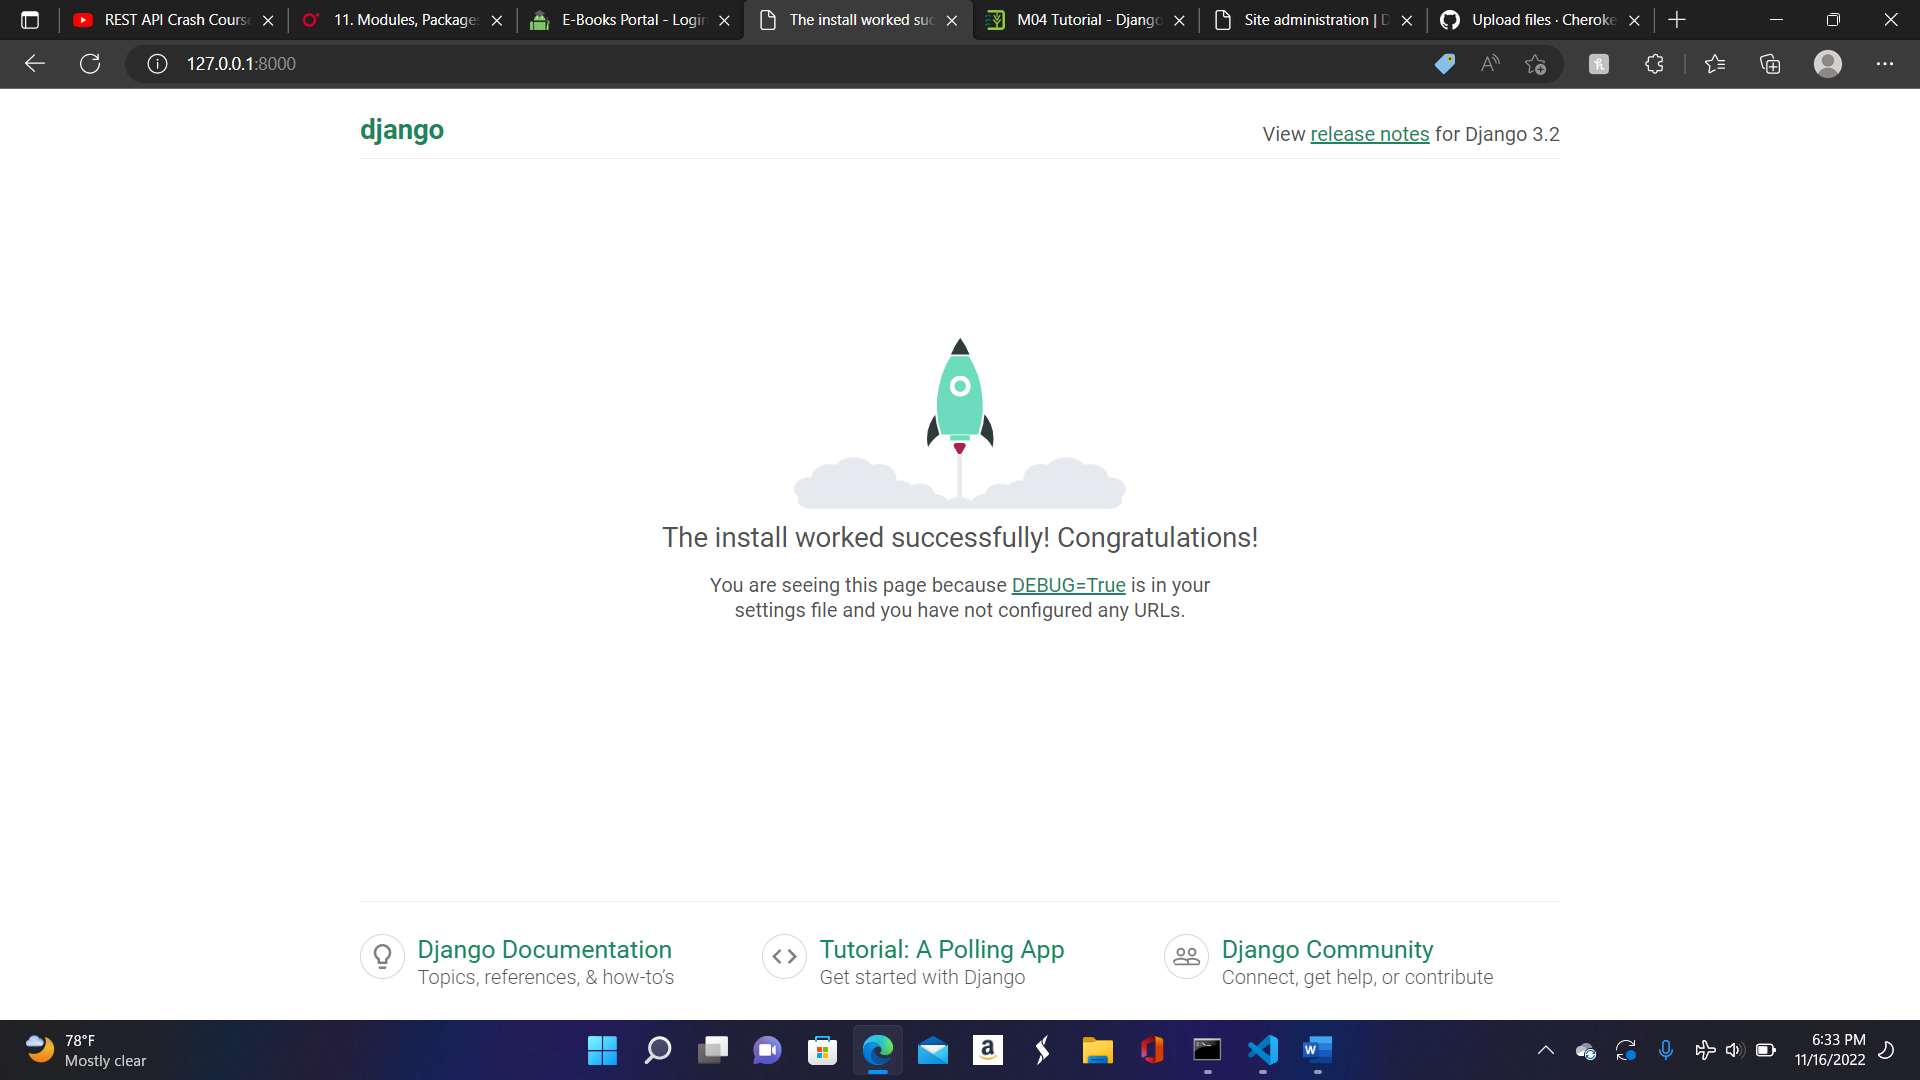 REST API Crash Course
11. Modules, Packages
E-Books Portal - Login
The install worked suc
M04 Tutorial - Django
Site administration | D
Upload files · Cheroke
127.0.0.1:8000
django
View release notes for Django 3.2
The install worked successfully! Congratulations!
You are seeing this page because DEBUG=True is in your
settings file and you have not configured any URLs.
Django Documentation
Topics, references, & how-to’s
Tutorial: A Polling App
Get started with Django
Django Community
Connect, get help, or contribute
78°F
Mostly clear
6:33 PM
11/16/2022